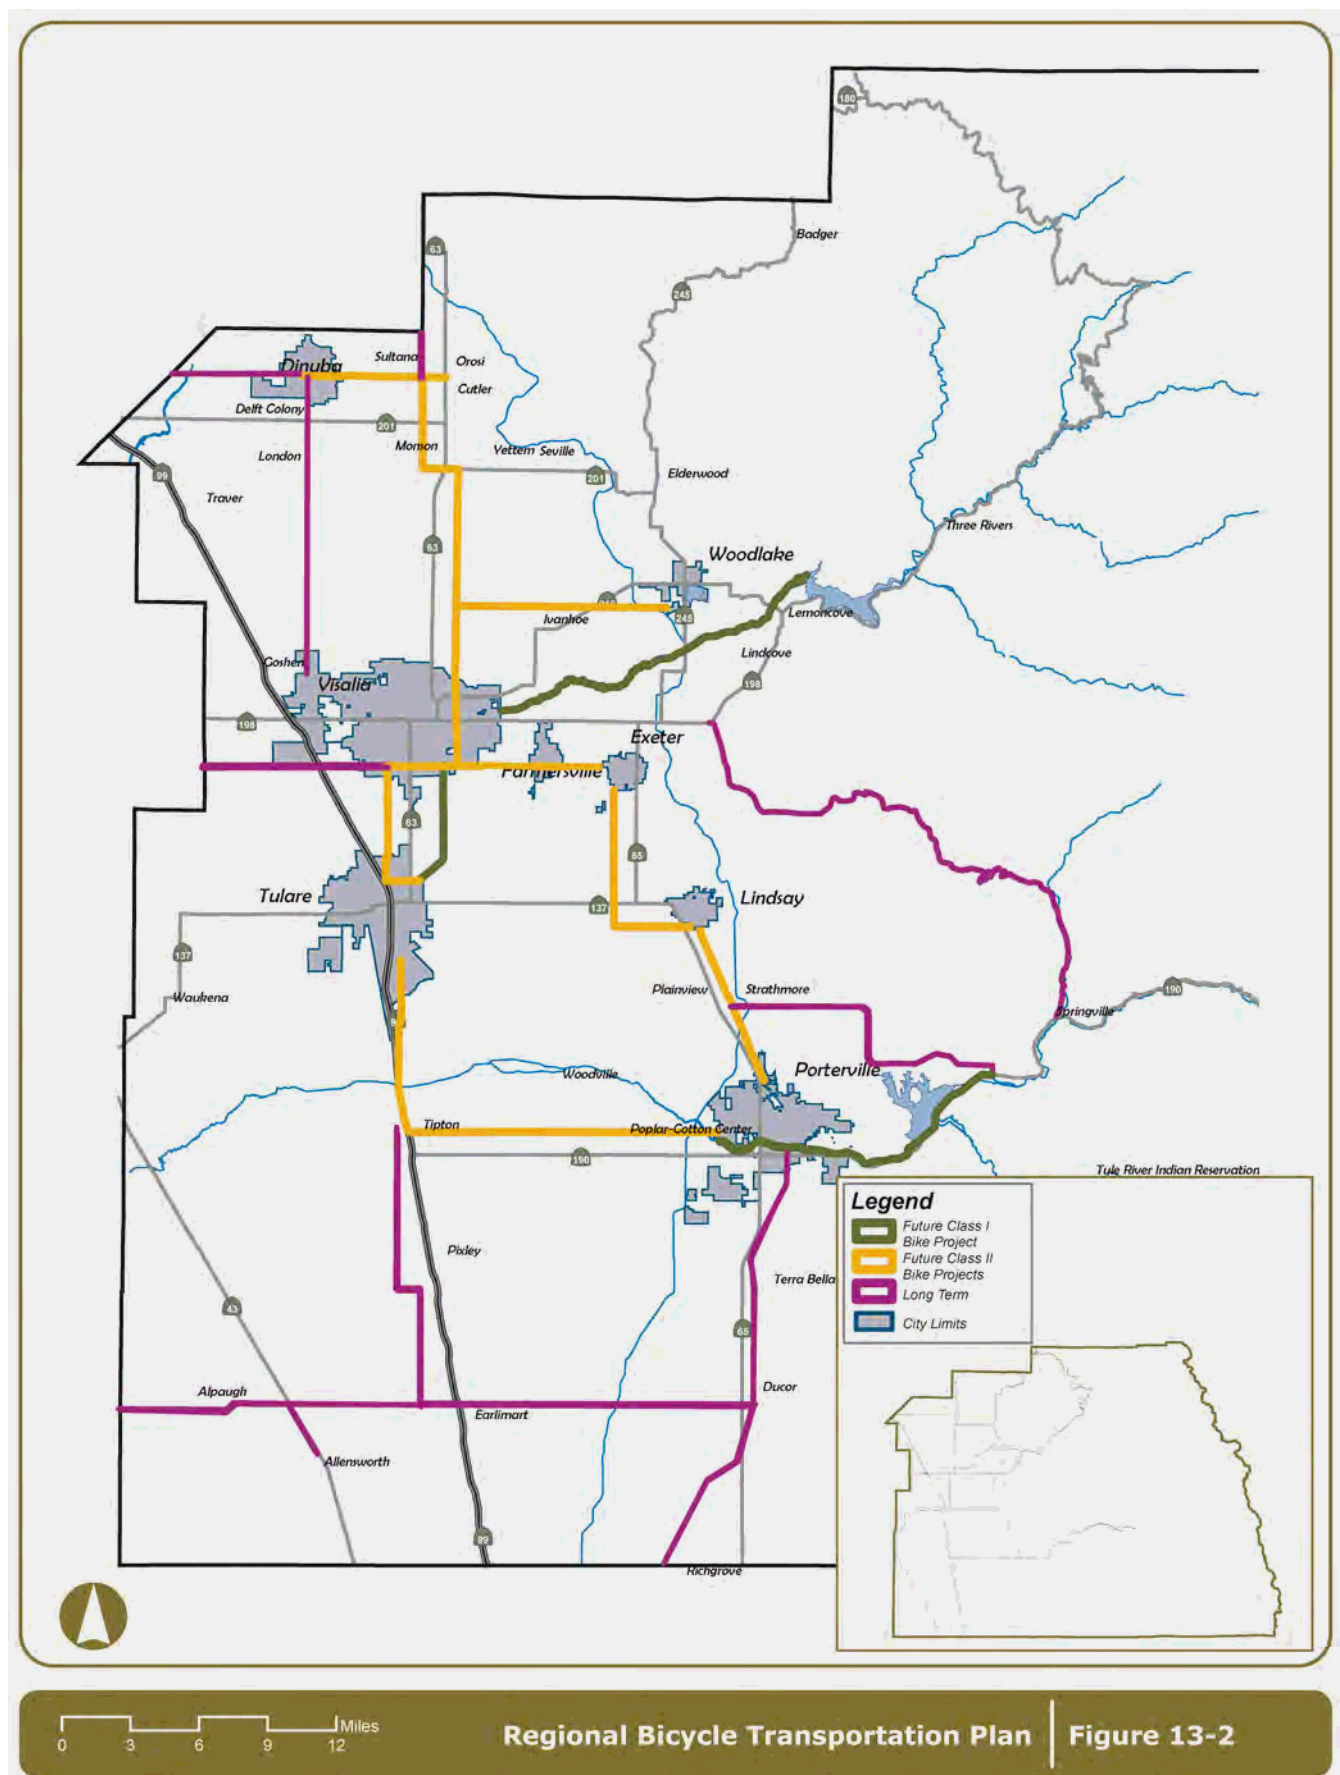 180
63
Badger
245
Sultana
Orosi
Dinuba
Cutler
Delft Colony
201
Monson
London
Yettem Seville
99
201
Elderwood
Traver
Three Rivers
63
Woodlake
Lemoncove
245
Ivanhoe
Lindcove
Goshen
Visalia
198
198
Exeter
Farmersville
63
65
Tulare
Lindsay
137
137
Plainview
Strathmore
190
Waukena
Springville
Woodville
Porterville
Tipton
Poplar-Cotton Center
190
Tule River Indian Reservation
Legend
Future Class I
Bike Project
Future Class II
Bike Projects
Long Term
City Limits
Pixley
Terra Bella
43
65
Alpaugh
Ducor
Earlimart
Allensworth
99
Richgrove
Miles
0 3 6 9 12
Regional Bicycle Transportation Plan
Figure 13-2